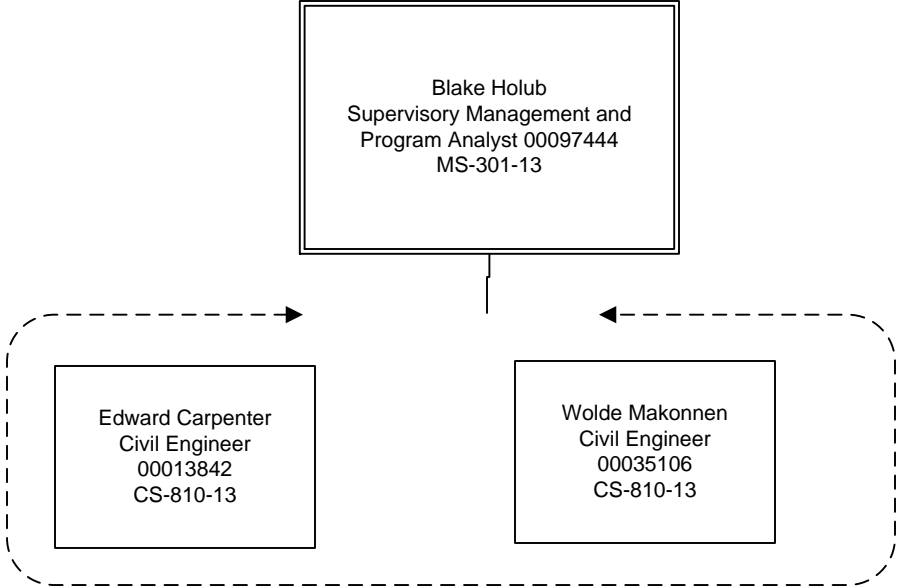 Blake Holub
Supervisory Management and
Program Analyst 00097444
MS-301-13
Edward Carpenter
Civil Engineer
00013842
CS-810-13
Wolde Makonnen
Civil Engineer
00035106
CS-810-13